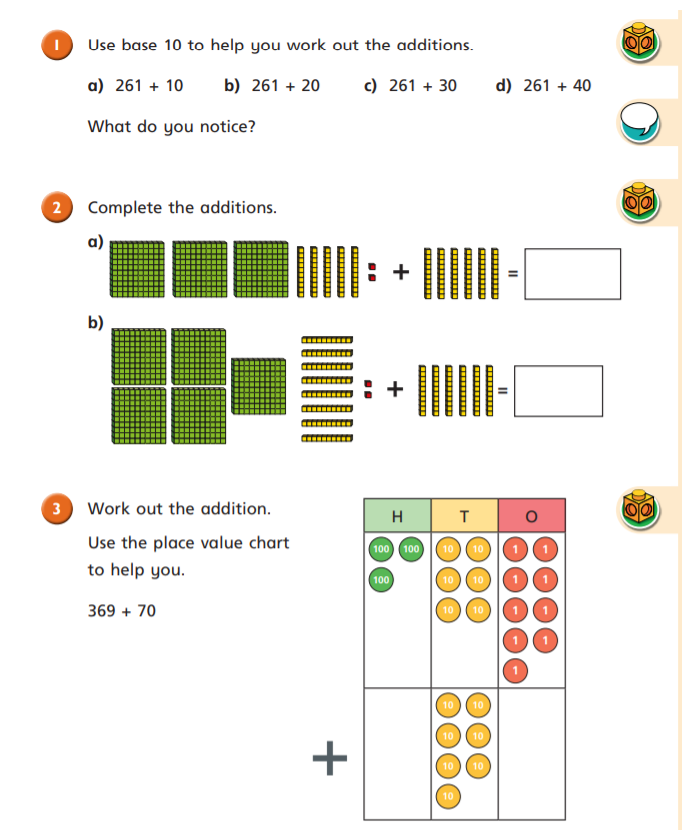 1 Use base 10 to help you work out the additions.
a) 261 + 10 b) 261 + 20 c) 261 + 30 d) 261 + 40
What do you notice?
2 Complete the additions.
a) + =
b) + =
3 Work out the addition.
Use the place value chart
to help you.
369 + 70
H T O
100 100 10 10 1 1
100 10 10 1 1
10 10 1 1
1 1
1
10 10
10 10
+ 10 10
10